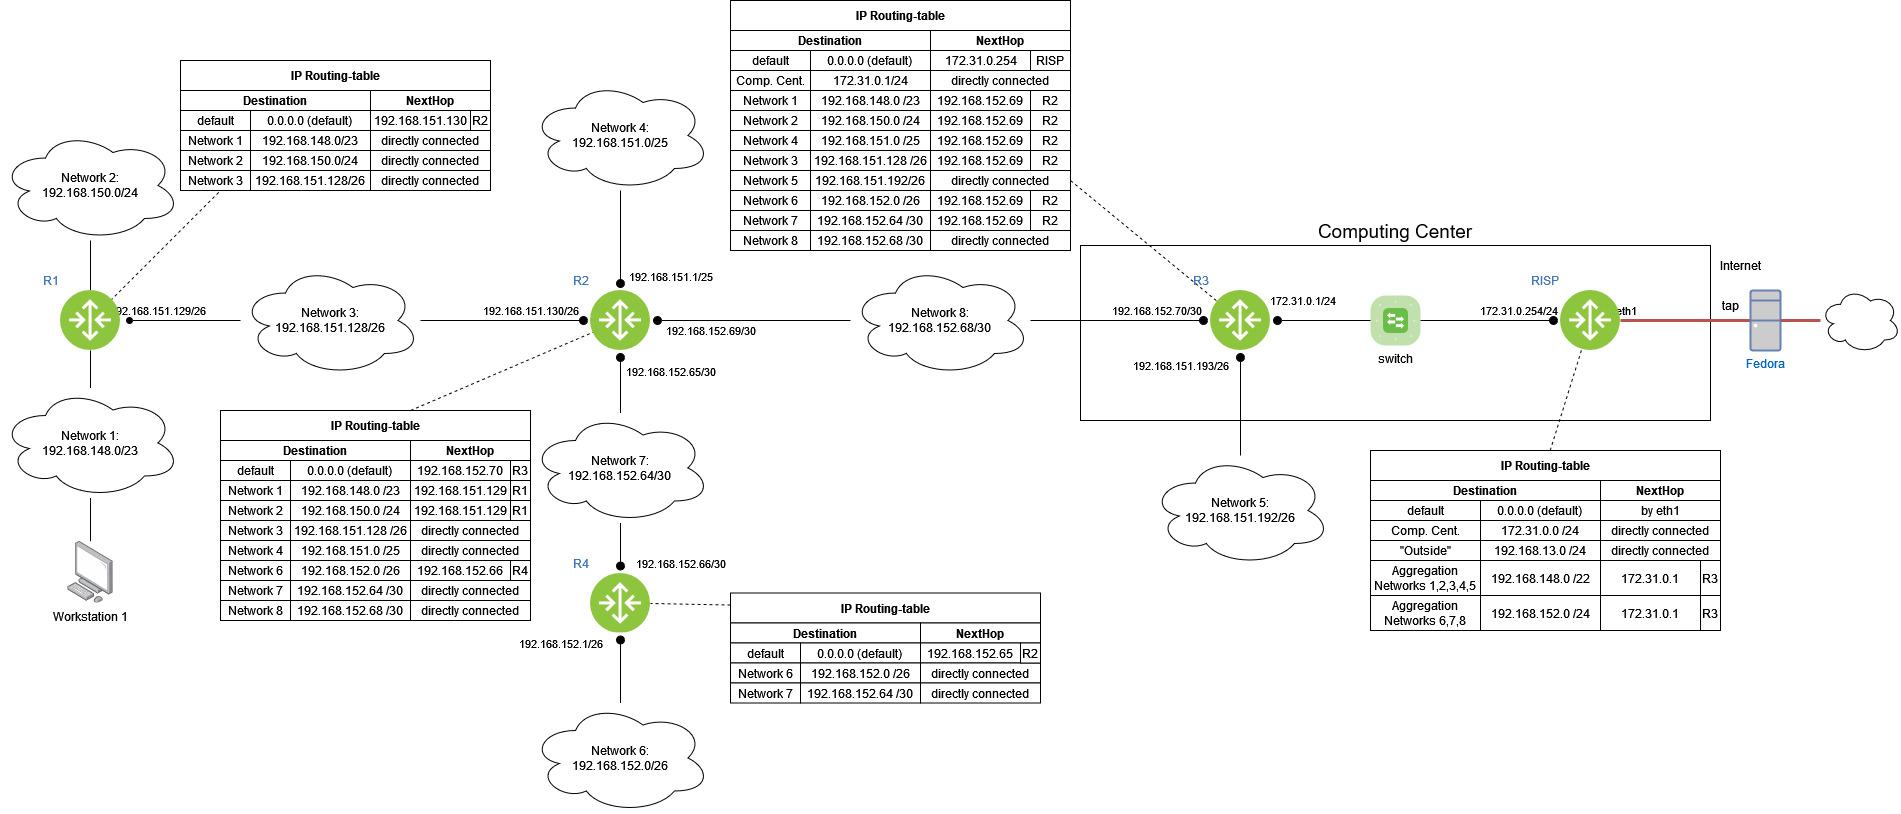 IP Routing-table
Destination NextHop
default 0.0.0.0 (default) 172.31.0.254 RISP
Comp. Cent. 172.31.0.1/24 directly connected
Network 1 192.168.148.0 /23 192.168.152.69 R2
Network 2 192.168.150.0 /24 192.168.152.69 R2
Network 4 192.168.151.0 /25 192.168.152.69 R2
Network 3 192.168.151.128 /26 192.168.152.69 R2
Network 5 192.168.151.192/26 directly connected
Network 6 192.168.152.0 /26 192.168.152.69 R2
Network 7 192.168.152.64 /30 192.168.152.69 R2
Network 8 192.168.152.68 /30 directly connected
IP Routing-table
Destination NextHop
default 0.0.0.0 (default) 192.168.151.130 R2
Network 1 192.168.148.0/23 directly connected
Network 2 192.168.150.0/24 directly connected
Network 3 192.168.151.128/26 directly connected
Network 4:
192.168.151.0/25
Network 2:
192.168.150.0/24
Computing Center
R1
R2
192.168.151.1/25
R3
RISP
Internet
92.168.151.129/26
Network 3:
192.168.151.128/26
192.168.151.130/26
192.168.152.69/30
Network 8:
192.168.152.68/30
192.168.152.70/30
172.31.0.1/24
switch
172.31.0.254/24
eth1
tap
Fedora
192.168.152.65/30
192.168.151.193/26
Network 1:
192.168.148.0/23
IP Routing-table
Destination NextHop
default 0.0.0.0 (default) 192.168.152.70 R3
Network 1 192.168.148.0 /23 192.168.151.129 R1
Network 2 192.168.150.0 /24 192.168.151.129 R1
Network 3 192.168.151.128 /26 directly connected
Network 4 192.168.151.0 /25 directly connected
Network 6 192.168.152.0 /26 192.168.152.66 R4
Network 7 192.168.152.64 /30 directly connected
Network 8 192.168.152.68 /30 directly connected
Network 7:
192.168.152.64/30
Network 5:
192.168.151.192/26
IP Routing-table
Destination NextHop
default 0.0.0.0 (default) by eth1
Comp. Cent. 172.31.0.0 /24 directly connected
"Outside" 192.168.13.0 /24 directly connected
Aggregation
Networks 1,2,3,4,5 192.168.148.0 /22 172.31.0.1 R3
Aggregation
Networks 6,7,8 192.168.152.0 /24 172.31.0.1 R3
Workstation 1
R4
192.168.152.66/30
192.168.152.1/26
IP Routing-table
Destination NextHop
default 0.0.0.0 (default) 192.168.152.65 R2
Network 6 192.168.152.0 /26 directly connected
Network 7 192.168.152.64 /30 directly connected
Network 6:
192.168.152.0/26